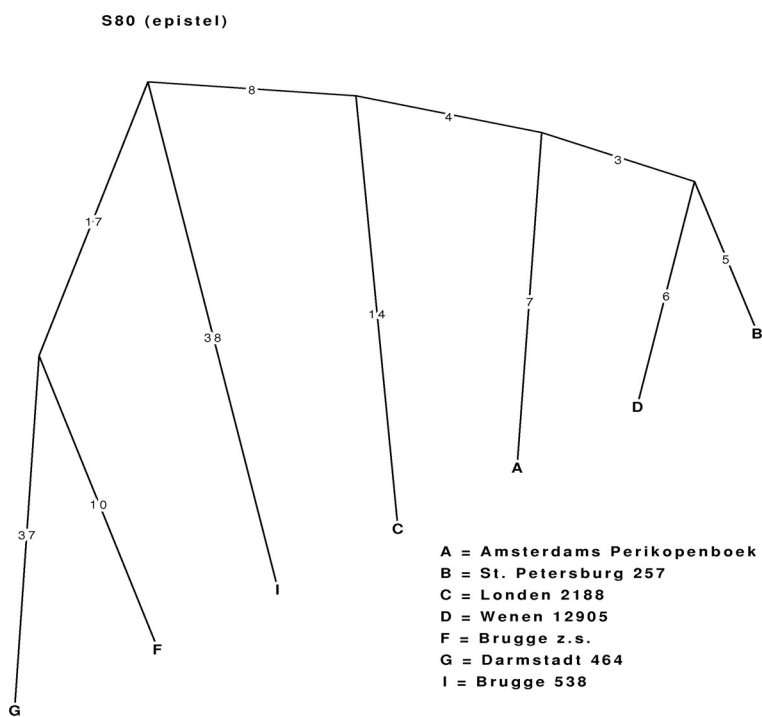 S80 (epistel)
8
4
3
17
5
6
7
14
38
B
D
A
10
C
37
I
F
G
A = Amsterdams Perikopenboek
B = St. Petersburg 257
C = Londen 2188
D = Wenen 12905
F = Brugge z.s.
G = Darmstadt 464
I = Brugge 538